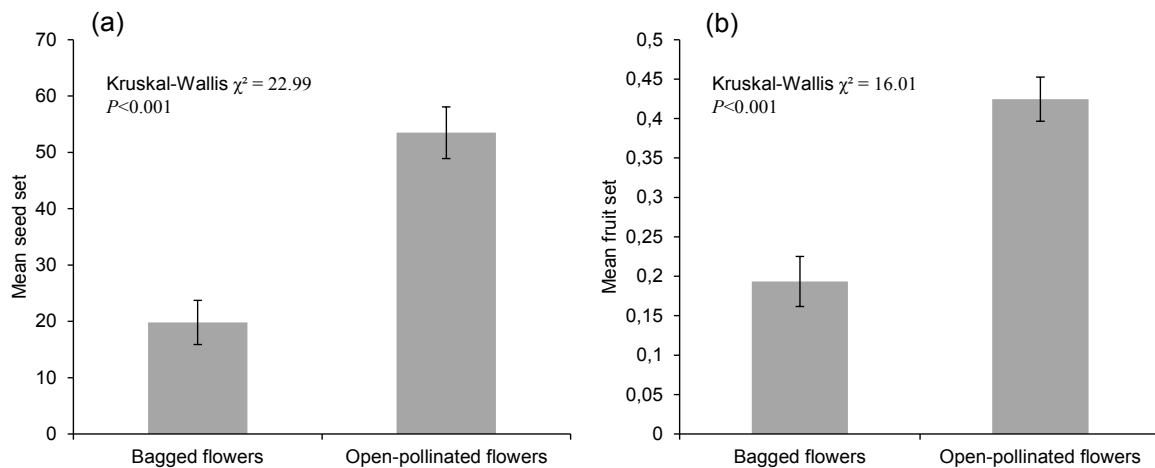 (a)
70
60
50
40
30
20
10
0
Mean seed set
Kruskal-Wallis χ² = 22.99
P<0.001
Bagged flowers
Open-pollinated flowers
(b)
0,5
0,45
0,4
0,35
0,3
0,25
0,2
0,15
0,1
0,05
0
Mean fruit set
Kruskal-Wallis χ² = 16.01
P<0.001
Bagged flowers
Open-pollinated flowers